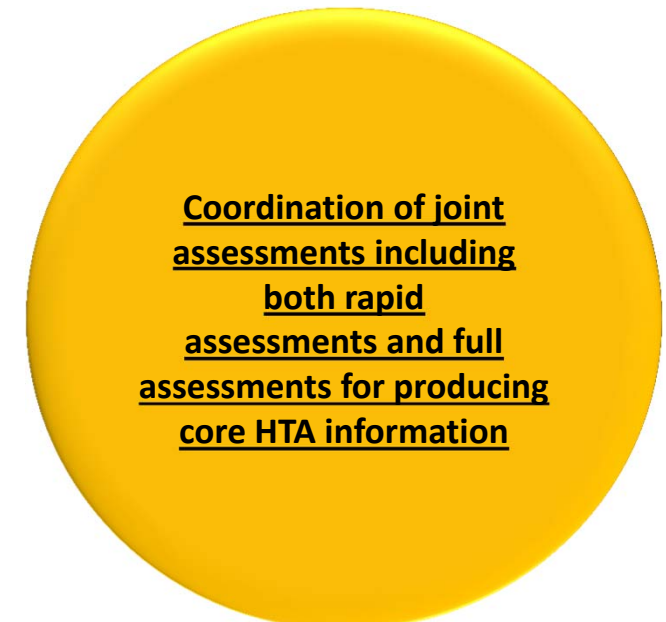 Coordination of joint
assessments including
both rapid
assessments and full
assessments for producing
core HTA information